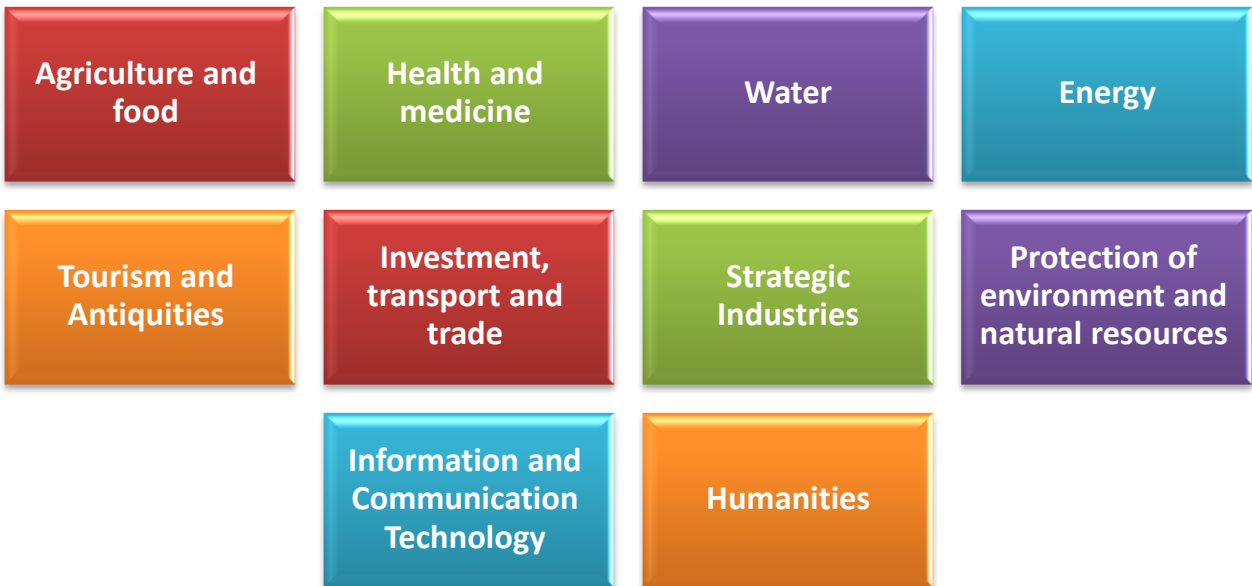 Agriculture and
food
Health and
medicine
Water
Energy
Tourism and
Antiquities
Investment,
transport and
trade
Strategic
Industries
Protection of
environment and
natural resources
Information and
Communication
Technology
Humanities